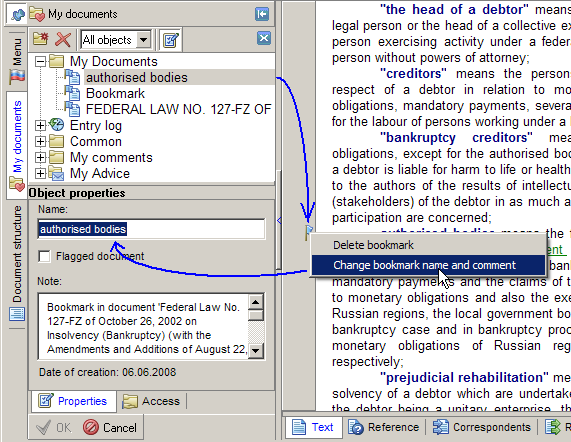 My documents
Menu
My documents
Document structure
All objects
My Documents
authorised bodies
Bookmark
FEDERAL LAW NO. 127-FZ OF
Entry log
Common
My comments
My Advice
Object properties
Name:
authorised bodies
Flagged document
Note:
Bookmark in document 'Federal Law No.
127-FZ of October 26, 2002 on
Insolvency (Bankruptcy) (with the
Amendments and Additions of August 22,
Date of creation: 06.06.2008
Properties
Access
OK
Cancel
"the head of a debtor" means
legal person or the head of a collective ex
person exercising activity under a feder
person without powers of attorney;
"creditors" means the persons
respect of a debtor in relation to mo
obligations, mandatory payments, severa
for the labour of persons working under a l
"bankruptcy creditors" mean
obligations, except for the authorised bod
a debtor is liable for harm to life or health
to the authors of the results of intellectu
(stakeholders) of the debtor in as much a
participation are concerned;
authorised bodies means the f
Delete bookmark
ment
Change bookmark name and comment
bank
mandatory payments and the claims of t
to monetary obligations and also the exe
Russian regions, the local government bo
bankruptcy case and in bankruptcy proc
monetary obligations of Russian regi
respectively;
"prejudicial rehabilitation" me
solvency of a debtor which are undertake
the debtor being a unitary enterprise, th
Text
Reference
Correspondents
R